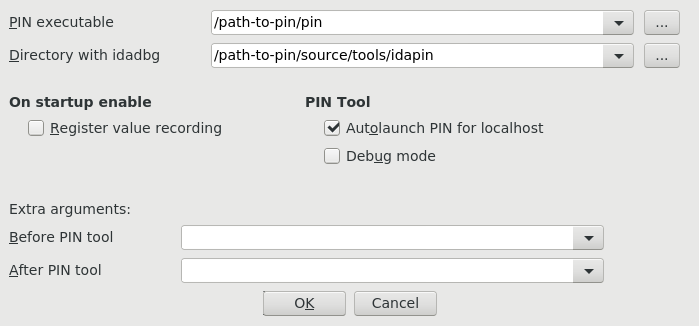 PIN executable /path-to-pin/pin ...
Directory with idadbg /path-to-pin/source/tools/idapin ...
On startup enable PIN Tool
Register value recording Autolaunch PIN for localhost
Debug mode
Extra arguments:
Before PIN tool
After PIN tool
OK Cancel